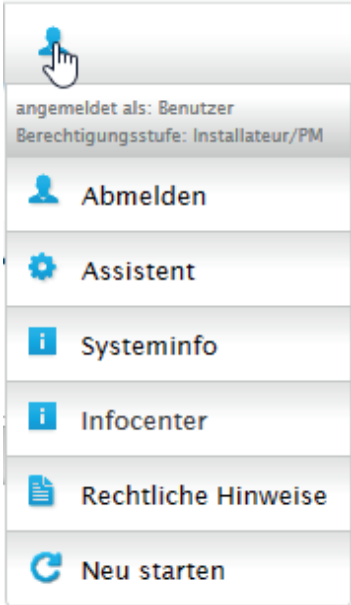 angemeldet als: Benutzer
Berechtigungsstufe: Installateur/PM
Abmelden
Assistent
Systeminfo
Infocenter
Rechtliche Hinweise
Neu starten